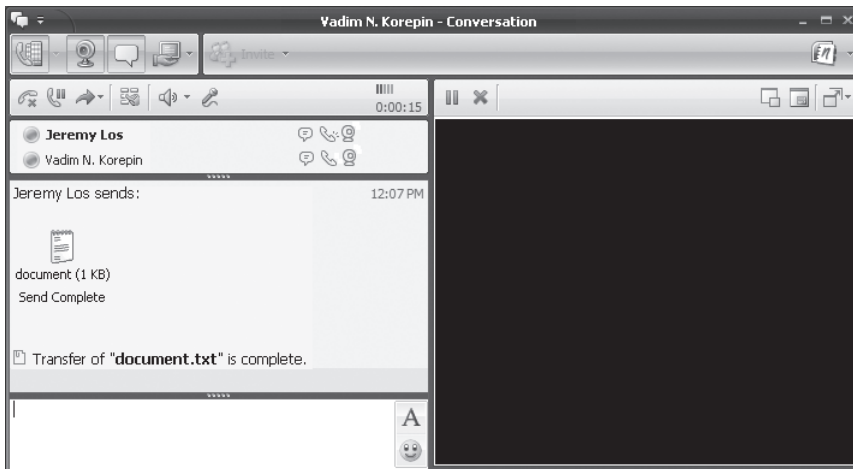 Vadim N. Korepin - Conversation
Invite
0:00:15
Jeremy Los
Vadim N. Korepin
Jeremy Los sends:
12:07 PM
document (1 KB)
Send Complete
Transfer of "document.txt" is complete.
A